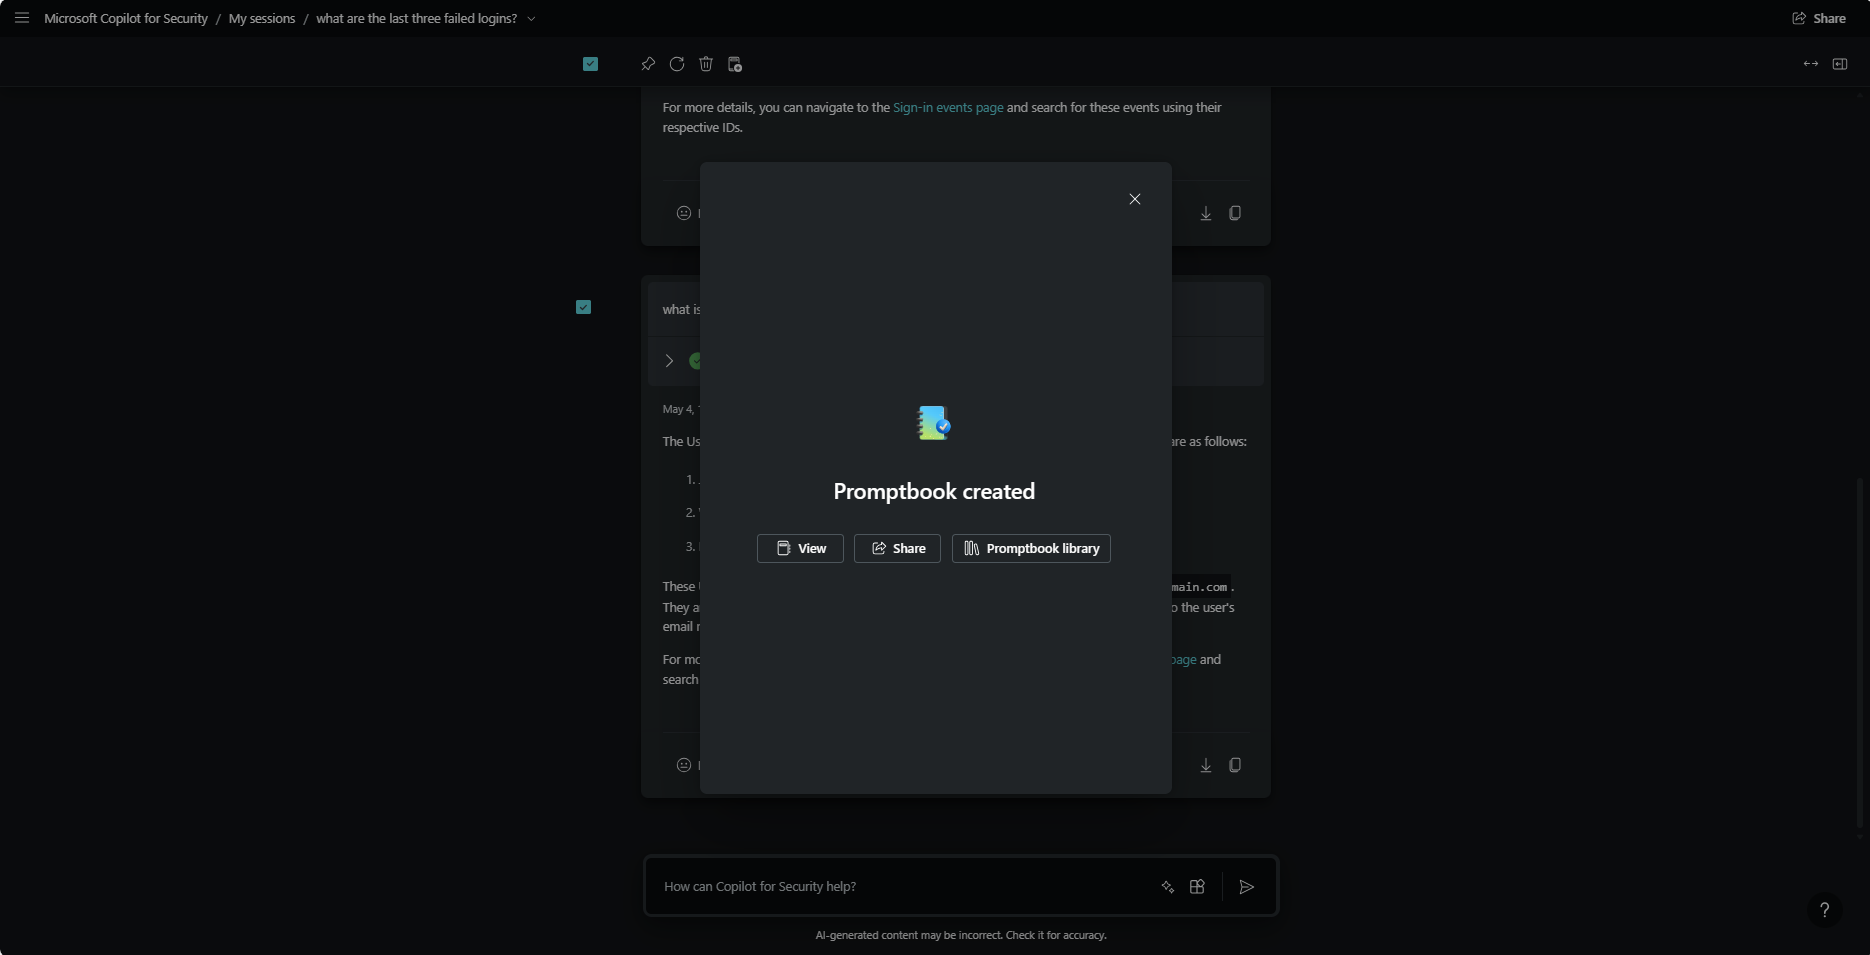 Microsoft Copilot for Security / My sessions / what are the last three failed logins?
Share
For more details, you can navigate to the Sign-in events page and search for these events using their
respective IDs.
what is
May 4,
The Us
are as follows:
1.
2.
3.
Promptbook created
View
Share
Promptbook library
These
main.com.
They a
o the user's
email
For mo
page and
search
How can Copilot for Security help?
?
AI-generated content may be incorrect. Check it for accuracy.